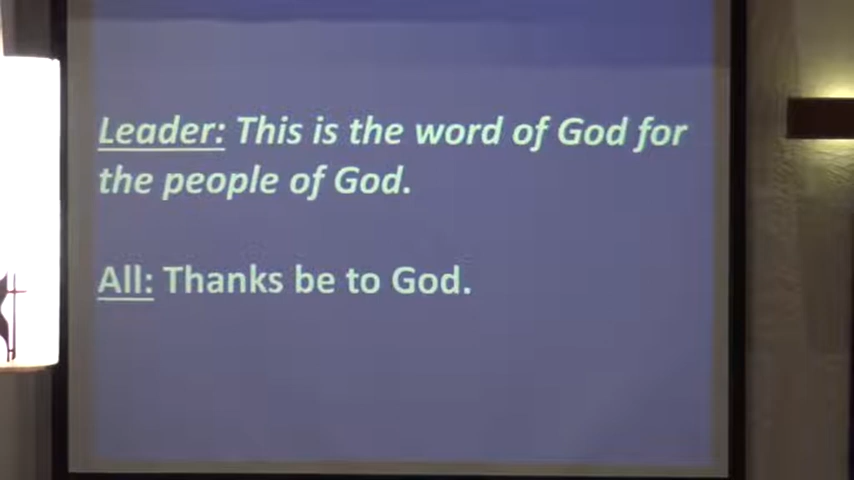 Leader: This is the word of God for
the people of God.
All: Thanks be to God.